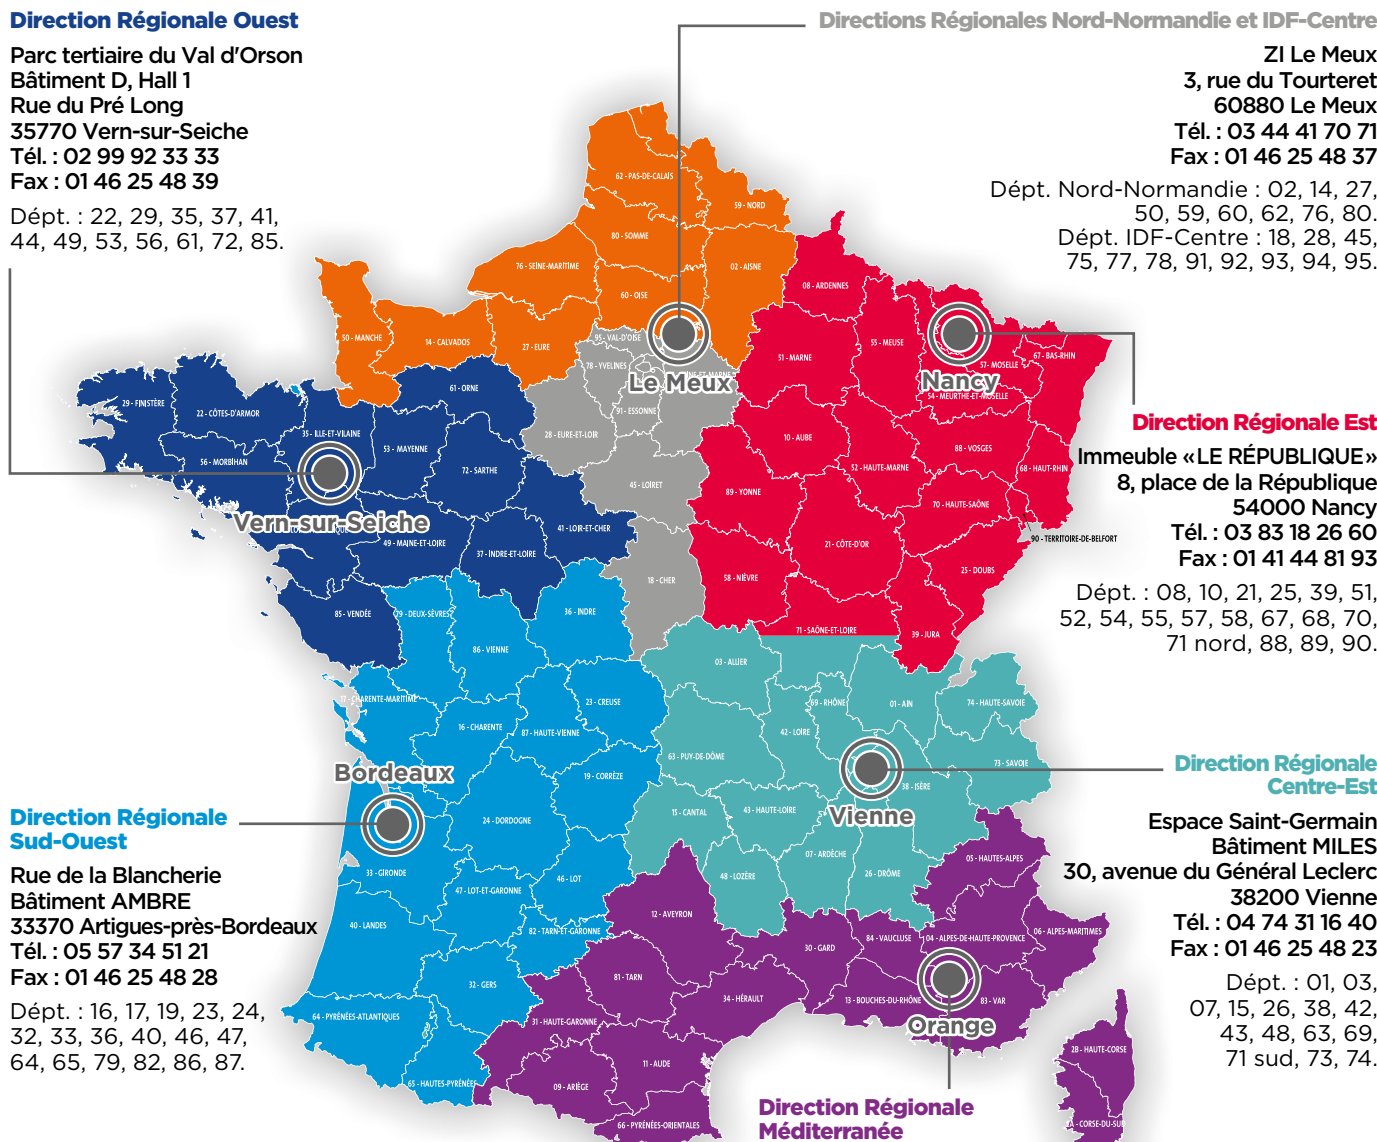 Direction Régionale Ouest
Parc tertiaire du Val d'Orson
Bâtiment D, Hall 1
Rue du Pré Long
35770 Vern-sur-Seiche
Tél. : 02 99 92 33 33
Fax : 01 46 25 48 39
Dépt. : 22, 29, 35, 37, 41,
44, 49, 53, 56, 61, 72, 85.
Directions Régionales Nord-Normandie et IDF-Centre
ZI Le Meux
3, rue du Tourteret
60880 Le Meux
Tél. : 03 44 41 70 71
Fax : 01 46 25 48 37
Dépt. Nord-Normandie : 02, 14, 27,
50, 59, 60, 62, 76, 80.
Dépt. IDF-Centre : 18, 28, 45,
75, 77, 78, 91, 92, 93, 94, 95.
62 - PAS-DE-CALAIS
59 - NORD
80 - SOMME
76 - SEINE-MARITIME
02 - AISNE
60 - OISE
08 - ARDENNES
50 - MANCHE
14 - CALVADOS
27 - EURE
95 - VAL-D'OISE
78 - YVELINES
Le Meux
91 - ESSONNE
28 - EURE-ET-LOIR
45 - LOIRET
18 - CHER
51 - MARNE
55 - MEUSE
57 - MOSELLE
67 - BAS-RHIN
Nancy
54 - MEURTHE-ET-MOSELLE
10 - AUBE
88 - VOSGES
52 - HAUTE-MARNE
68 - HAUT-RHIN
89 - YONNE
70 - HAUTE-SAÔNE
90 - TERRITOIRE-DE-BELFORT
21 - CÔTE-D'OR
58 - NIÈVRE
25 - DOUBS
71 - SAÔNE-ET-LOIRE
39 - JURA
61 - ORNE
29 - FINISTÈRE
22 - CÔTES-D'ARMOR
35 - ILLE-ET-VILAINE
53 - MAYENNE
56 - MORBIHAN
72 - SARTHE
Vern-sur-Seiche
41 - LOIR-ET-CHER
49 - MAINE-ET-LOIRE
37 - INDRE-ET-LOIRE
85 - VENDÉE
Direction Régionale Est
Immeuble «LE RÉPUBLIQUE»
8, place de la République
54000 Nancy
Tél. : 03 83 18 26 60
Fax : 01 41 44 81 93
Dépt. : 08, 10, 21, 25, 39, 51,
52, 54, 55, 57, 58, 67, 68, 70,
71 nord, 88, 89, 90.
79 - DEUX-SÈVRES
36 - INDRE
86 - VIENNE
17 - CHARENTE-MARITIME
23 - CREUSE
16 - CHARENTE
87 - HAUTE-VIENNE
19 - CORRÈZE
Bordeaux
24 - DORDOGNE
33 - GIRONDE
47 - LOT-ET-GARONNE
46 - LOT
40 - LANDES
82 - TARN-ET-GARONNE
32 - GERS
64 - PYRÉNÉES-ATLANTIQUES
65 - HAUTES-PYRÉNÉES
03 - ALLIER
69 - RHÔNE
01 - AIN
74 - HAUTE-SAVOIE
42 - LOIRE
63 - PUY-DE-DÔME
73 - SAVOIE
38 - ISÈRE
Vienne
15 - CANTAL
43 - HAUTE-LOIRE
07 - ARDÈCHE
26 - DRÔME
48 - LOZÈRE
Direction Régionale
Centre-Est
Espace Saint-Germain
Bâtiment MILES
30, avenue du Général Leclerc
38200 Vienne
Tél. : 04 74 31 16 40
Fax : 01 46 25 48 23
Dépt. : 01, 03,
07, 15, 26, 38, 42,
43, 48, 63, 69,
71 sud, 73, 74.
Direction Régionale
Sud-Ouest
Rue de la Blancherie
Bâtiment AMBRE
33370 Artigues-près-Bordeaux
Tél. : 05 57 34 51 21
Fax : 01 46 25 48 28
Dépt. : 16, 17, 19, 23, 24,
32, 33, 36, 40, 46, 47,
64, 65, 79, 82, 86, 87.
05 - HAUTES-ALPES
12 - AVEYRON
30 - GARD
84 - VAUCLUSE
04 - ALPES-DE-HAUTE-PROVENCE
06 - ALPES-MARITIMES
81 - TARN
34 - HÉRAULT
13 - BOUCHES-DU-RHÔNE
83 - VAR
Orange
31 - HAUTE-GARONNE
11 - AUDE
09 - ARIÈGE
66 - PYRÉNÉES-ORIENTALES
2B - HAUTE-CORSE
2A - CORSE-DU-SUD
Direction Régionale
Méditerranée